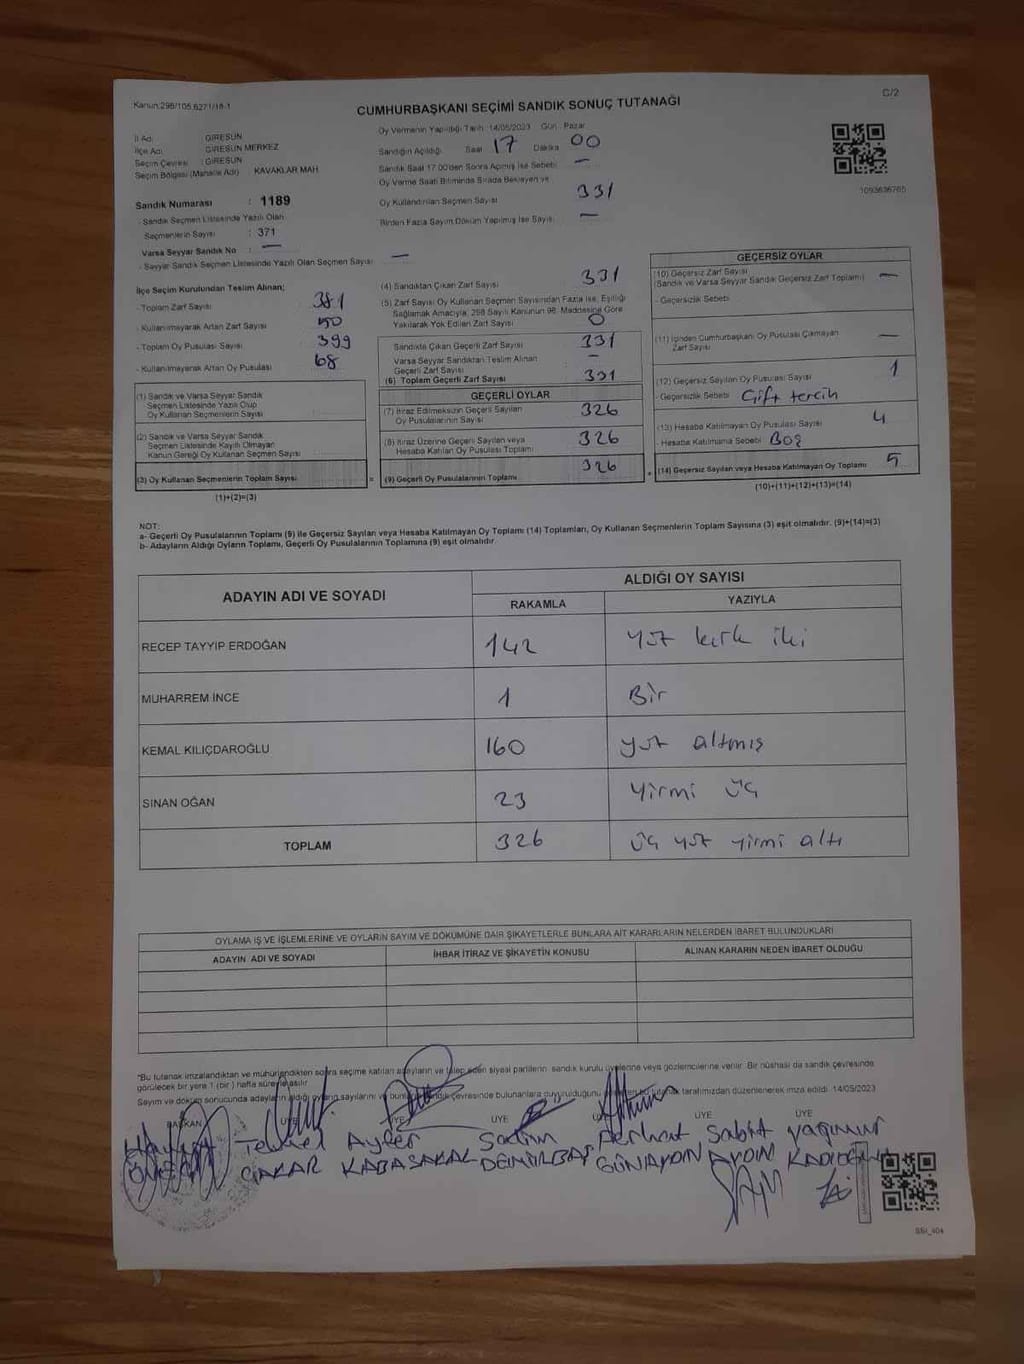 Kanun:298/105,6271/18-1
CUMHURBAŞKANI SEÇİMİ SANDIK SONUÇ TUTANAĞI
C/2
İl Adı : GİRESUN
İlçe Adı : GİRESUN MERKEZ
Seçim Çevresi : GİRESUN
Seçim Bölgesi (Mahalle Adı) KAVAKLAR MAH
Oy Vermenin Yapıldığı Tarih :14/05/2023 Gün : Pazar
Sandığın Açıldığı Saat 17 Dakika 00
Sandık Saat 17:00'den Sonra Açılmış İse Sebebi : —
Oy Verme Saati Bitiminde Sırada Bekleyen ve
Oy Kullandırılan Seçmen Sayısı 331
Birden Fazla Sayım Döküm Yapılmış İse Sayısı : —
1093636765
Sandık Numarası : 1189
- Sandık Seçmen Listesinde Yazılı Olan
Seçmenlerin Sayısı : 371
Varsa Seyyar Sandık No : —
- Seyyar Sandık Seçmen Listesinde Yazılı Olan Seçmen Sayısı: —
İlçe Seçim Kurulundan Teslim Alınan;
- Toplam Zarf Sayısı 381
- Kullanılmayarak Artan Zarf Sayısı 50
- Toplam Oy Pusulası Sayısı 399
- Kullanılmayarak Artan Oy Pusulası 68
(1) Sandık ve Varsa Seyyar Sandık
Seçmen Listesinde Yazılı Olup
Oy Kullanan Seçmenlerin Sayısı
(2) Sandık ve Varsa Seyyar Sandık
Seçmen Listesinde Kayıtlı Olmayan
Kanun Gereği Oy Kullanan Seçmen Sayısı
(3) Oy Kullanan Seçmenlerin Toplam Sayısı
(1)+(2)=(3)
(4) Sandıktan Çıkan Zarf Sayısı 331
(5) Zarf Sayısı Oy Kullanan Seçmen Sayısından Fazla ise, Eşitliği
Sağlamak Amacıyla, 298 Sayılı Kanunun 98. Maddesine Göre
Yakılarak Yok Edilen Zarf Sayısı 0
Sandıkta Çıkan Geçerli Zarf Sayısı 331
Varsa Seyyar Sandıktan Teslim Alınan
Geçerli Zarf Sayısı —
(6) Toplam Geçerli Zarf Sayısı 331
GEÇERLİ OYLAR
(7) İtiraz Edilmeksizin Geçerli Sayılan
Oy Pusulalarının Sayısı 326
(8) İtiraz Üzerine Geçerli Sayılan veya
Hesaba Katılan Oy Pusulası Toplamı 326
(9) Geçerli Oy Pusulalarının Toplamı 326
GEÇERSİZ OYLAR
(10) Geçersiz Zarf Sayısı
(Sandık ve Varsa Seyyar Sandık Geçersiz Zarf Toplamı) —
- Geçersizlik Sebebi
(11) İçinden Cumhurbaşkanı Oy Pusulası Çıkmayan
Zarf Sayısı —
(12) Geçersiz Sayılan Oy Pusulası Sayısı 1
- Geçersizlik Sebebi Çift tercih
(13) Hesaba Katılmayan Oy Pusulası Sayısı 4
- Hesaba Katılmama Sebebi Boş
(14) Geçersiz Sayılan veya Hesaba Katılmayan Oy Toplamı 5
(10)+(11)+(12)+(13)=(14)
NOT:
a- Geçerli Oy Pusulalarının Toplamı (9) ile Geçersiz Sayılan veya Hesaba Katılmayan Oy Toplamı (14) Toplamları, Oy Kullanan Seçmenlerin Toplam Sayısına (3) eşit olmalıdır. (9)+(14)=(3)
b- Adayların Aldığı Oyların Toplamı, Geçerli Oy Pusulalarının Toplamına (9) eşit olmalıdır.
ADAYIN ADI VE SOYADI
ALDIĞI OY SAYISI
RAKAMLA YAZIYLA
RECEP TAYYIP ERDOĞAN 142 Yüz kırk iki
MUHARREM İNCE 1 Bir
KEMAL KILIÇDAROĞLU 160 yüz altmış
SİNAN OĞAN 23 Yirmi üç
TOPLAM 326 üç yüz yirmi altı
OYLAMA İŞ VE İŞLEMLERİNE VE OYLARIN SAYIM VE DÖKÜMÜNE DAİR ŞİKAYETLERLE BUNLARA AİT KARARLARIN NELERDEN İBARET BULUNDUKLARI
ADAYIN ADI VE SOYADI İHBAR İTİRAZ VE ŞİKAYETİN KONUSU ALINAN KARARIN NEDEN İBARET OLDUĞU
*Bu tutanak imzalandıktan ve mühürlendikten sonra seçime katılan adayların ve talep eden siyasi partilerin sandık kurulu üyelerine veya gözlemcilerine verilir. Bir nüshası da sandık çevresinde
görülecek bir yere 1 (bir ) hafta süreyle asılır.
Sayım ve döküm sonucunda adayların aldığı oyların sayılarını ve bunların sandık çevresinde bulunanlara duyurulduğunu tarafımızdan düzenlenerek imza edildi. 14/05/2023
BAŞKAN ÜYE ÜYE ÜYE ÜYE
Temel Ayfer Ferhat Sabit Yağmur
ÇAKAR KABASAKAL DEMİRBAŞ GÜNAYDIN AYDIN KADIOĞLU